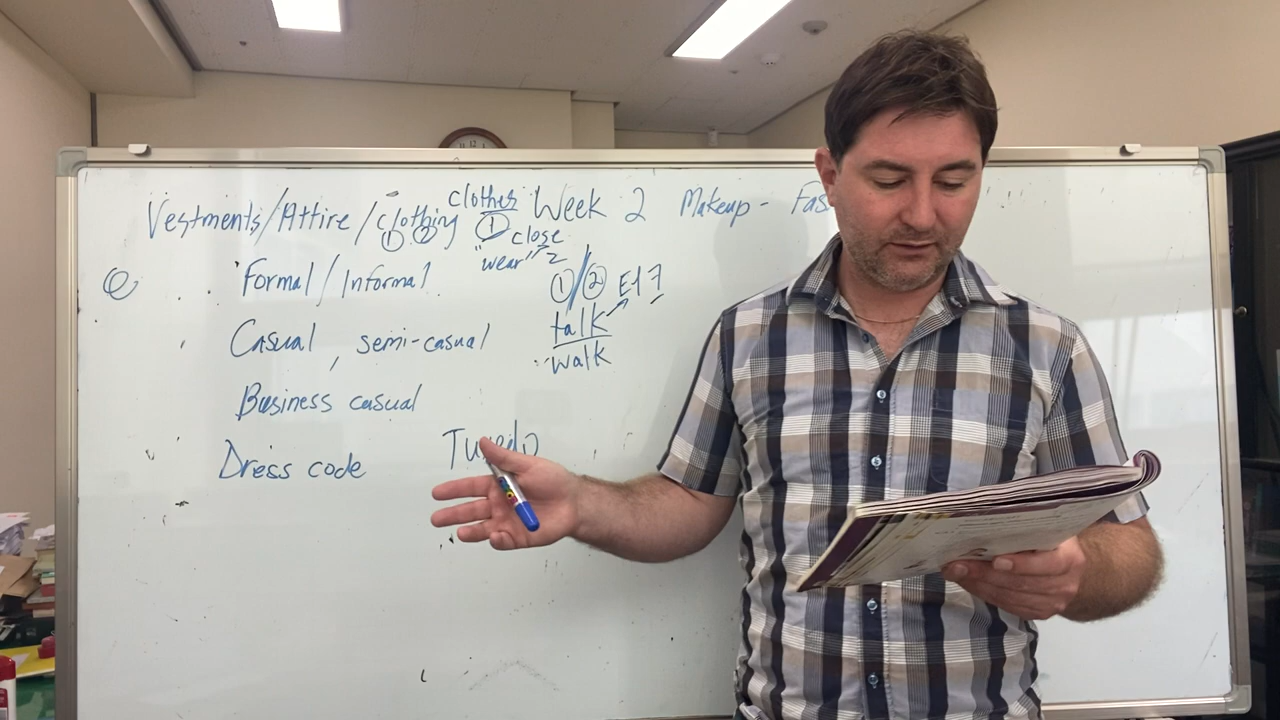 Vestments/Attire/clothing clothes Week 2 Makeup - Fas
① ② ① close
"wear" 2
Formal/Informal ①/② E17
Casual, semi-casual talk
walk
Business casual
Dress code Tuxedo